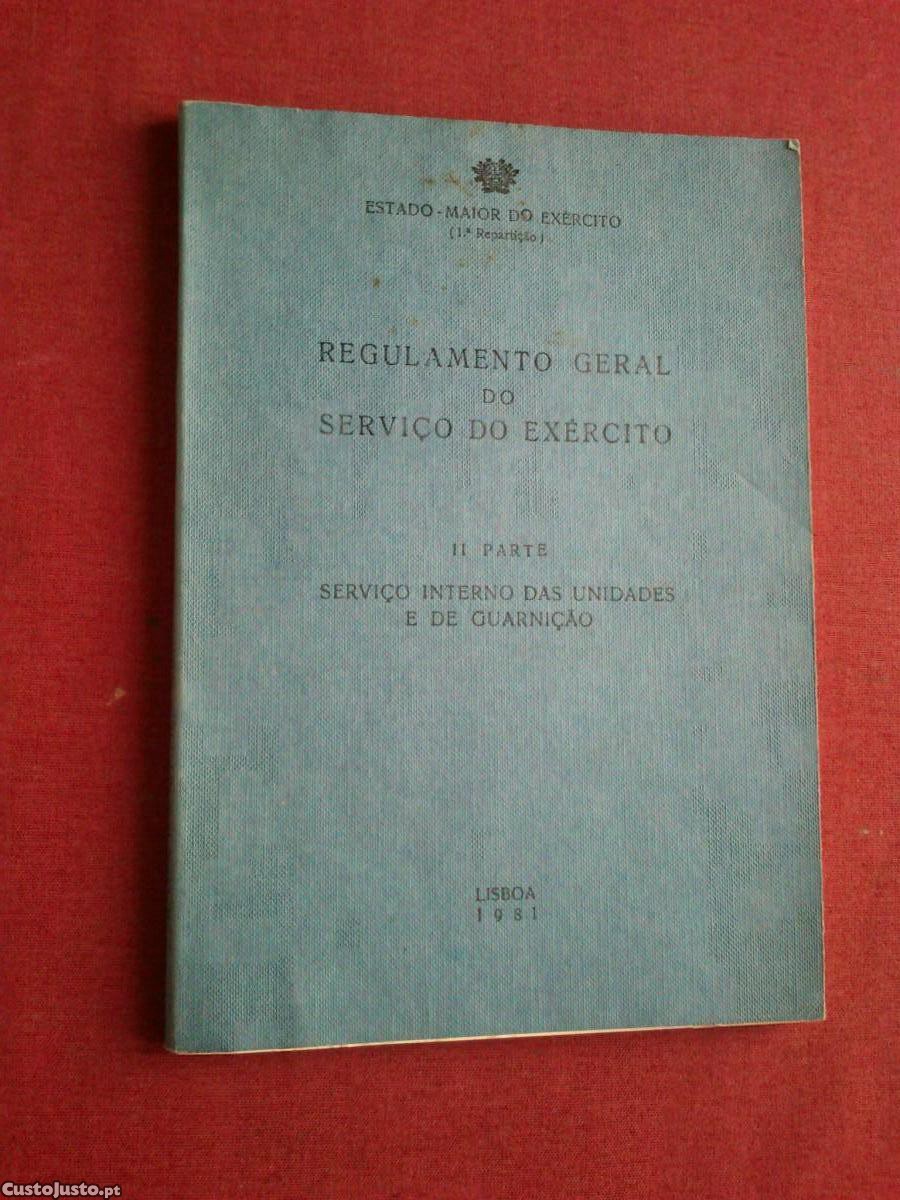 ESTADO-MAIOR DO EXÉRCITO
(1.ª Repartição)
REGULAMENTO GERAL
DO
SERVIÇO DO EXÉRCITO
II PARTE
SERVIÇO INTERNO DAS UNIDADES
E DE GUARNIÇÃO
LISBOA
1981
CustoJusto.pt